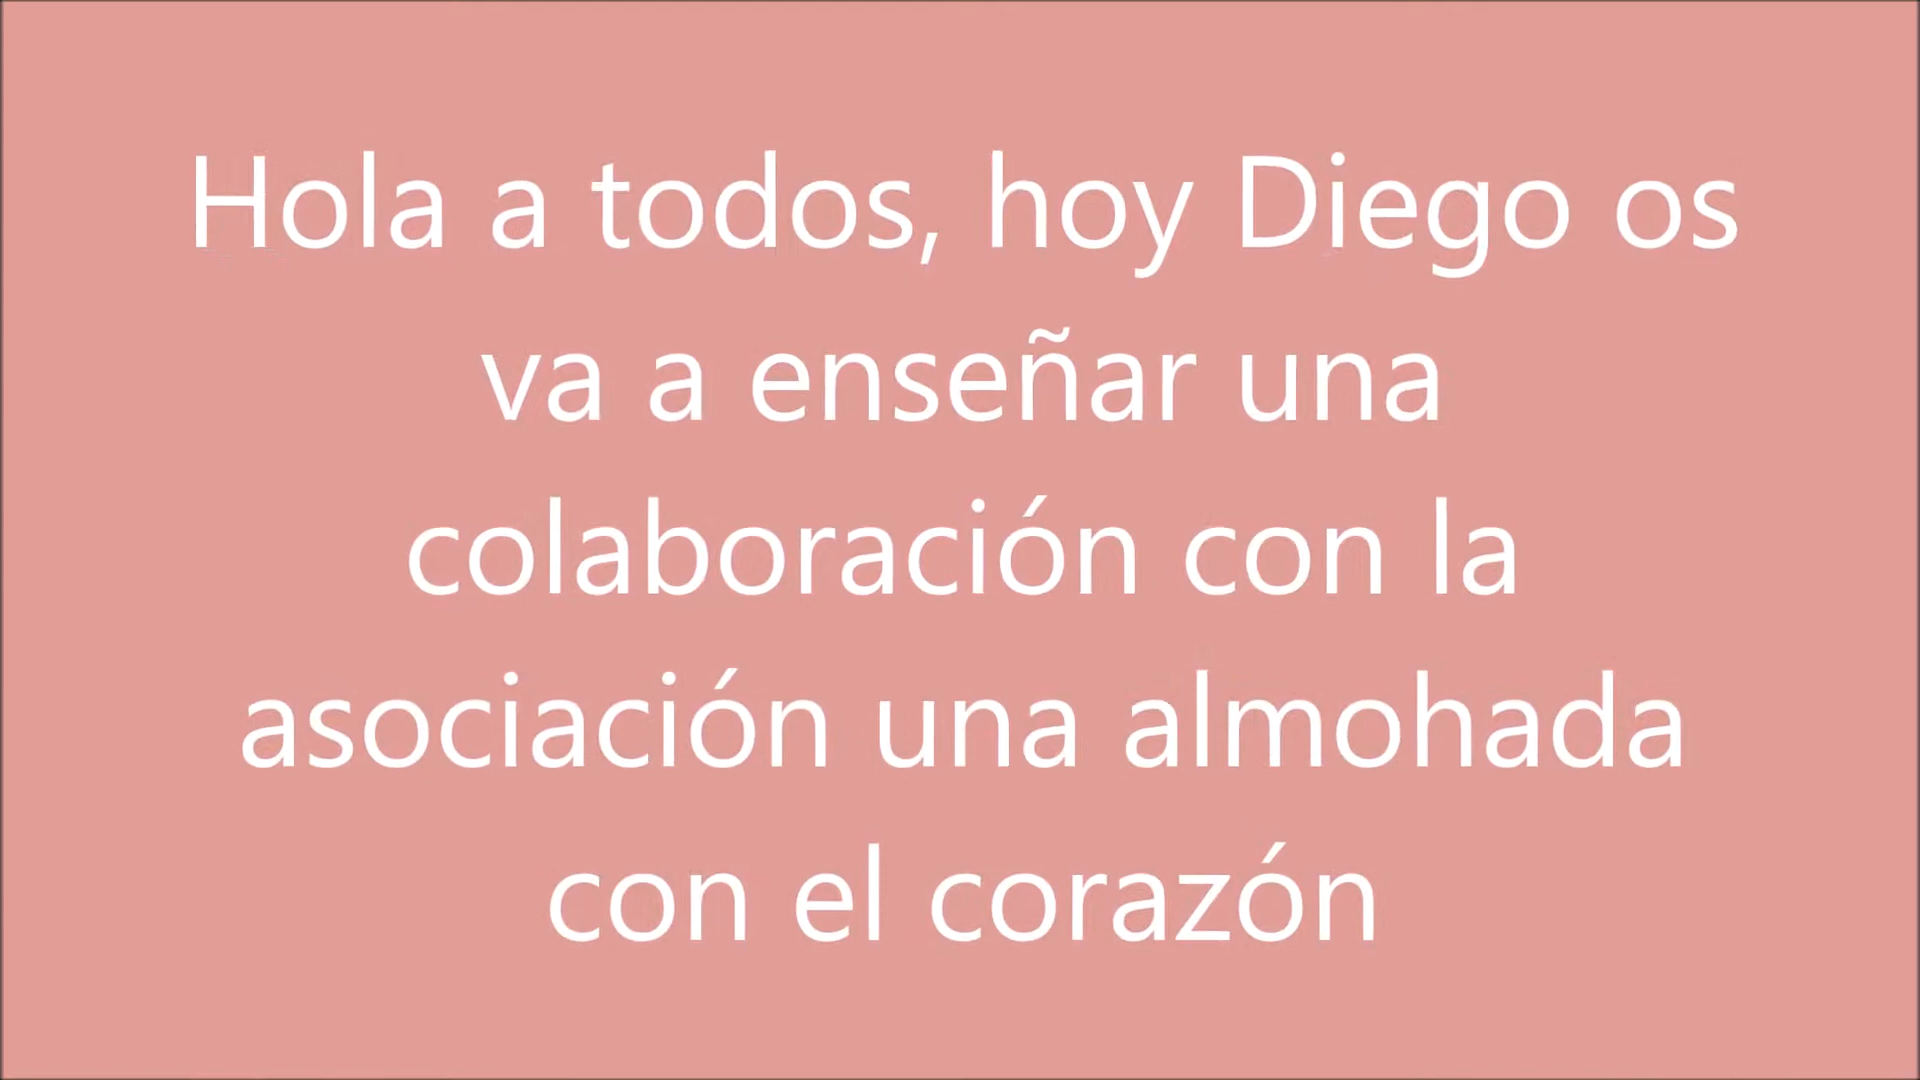 Hola a todos, hoy Diego os
va a enseñar una
colaboración con la
asociación una almohada
con el corazón